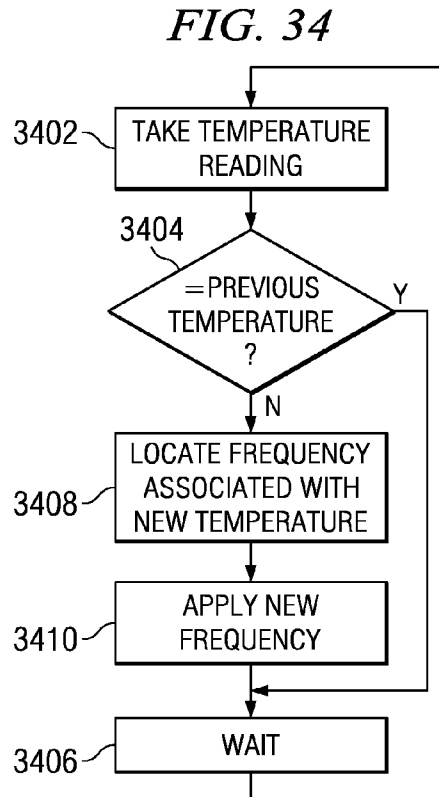 FIG. 34
3402
TAKE TEMPERATURE
READING
3404
=PREVIOUS
TEMPERATURE
?
Y
N
3408
LOCATE FREQUENCY
ASSOCIATED WITH
NEW TEMPERATURE
3410
APPLY NEW
FREQUENCY
3406
WAIT